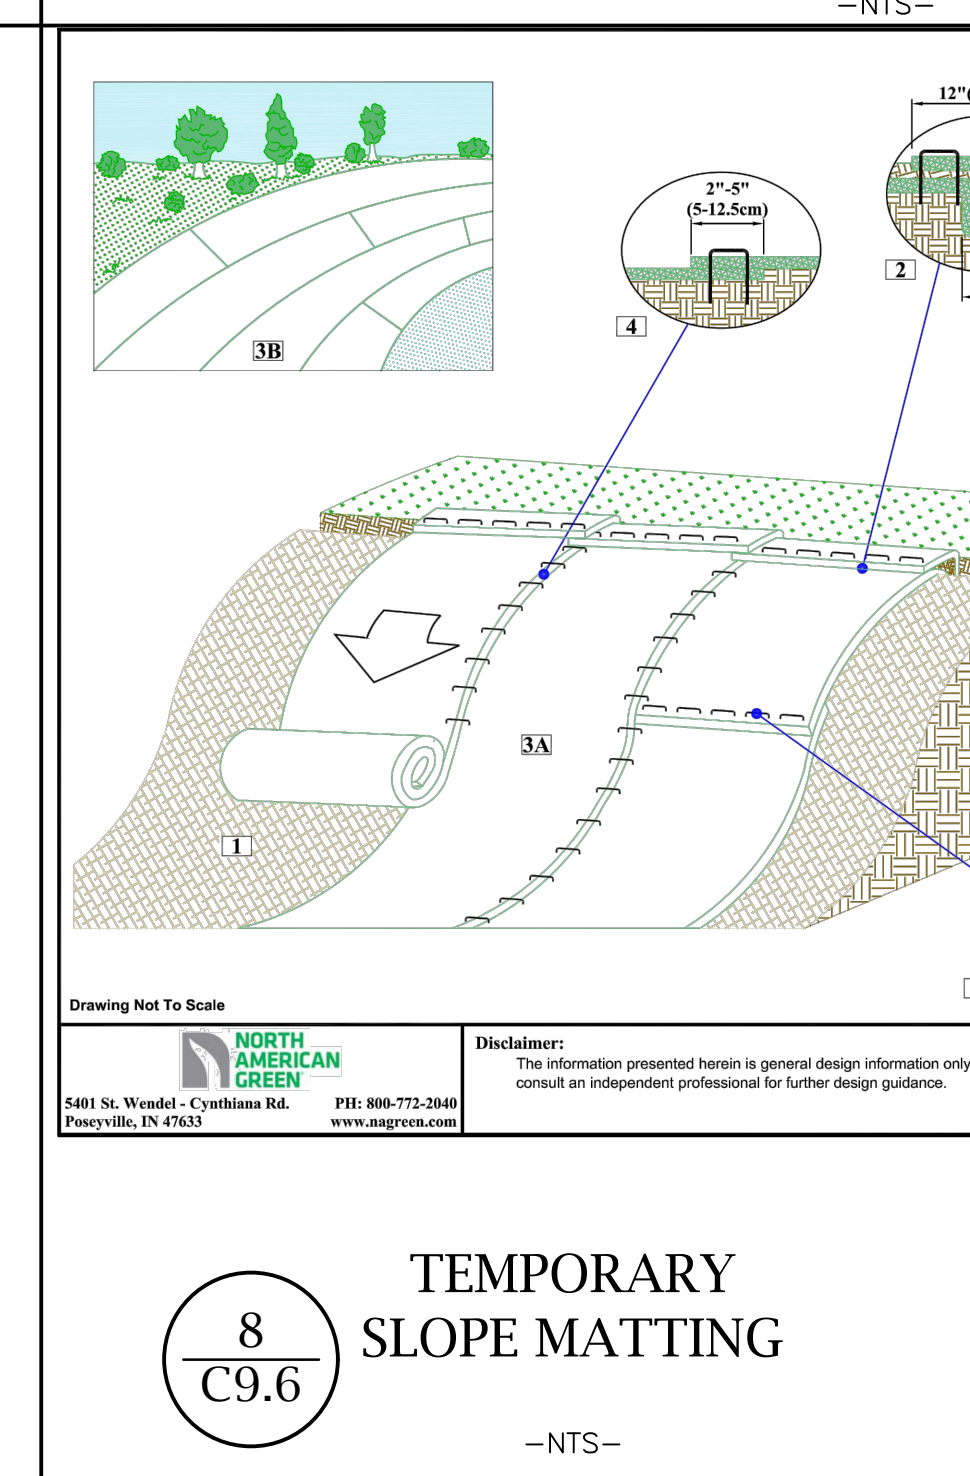 —NTS—
12"(
2"-5"
(5-12.5cm)
2
4
3B
3A
1
Drawing Not To Scale
NORTH
AMERICAN
GREEN
5401 St. Wendel - Cynthiana Rd.
Poseyville, IN 47633
PH: 800-772-2040
www.nagreen.com
Disclaimer:
The information presented herein is general design information only
consult an independent professional for further design guidance.
TEMPORARY
SLOPE MATTING
8
C9.6
—NTS—